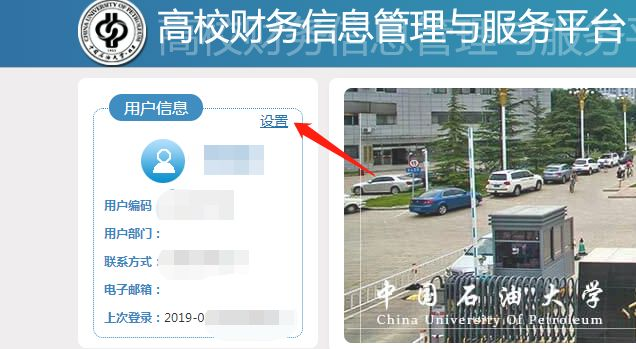 高校财务信息管理与服务平台
用户信息
设置
用户编码
用户部门：
联系方式：
电子邮箱：
上次登录：2019-0
中国石油大学
China University Of Petroleum